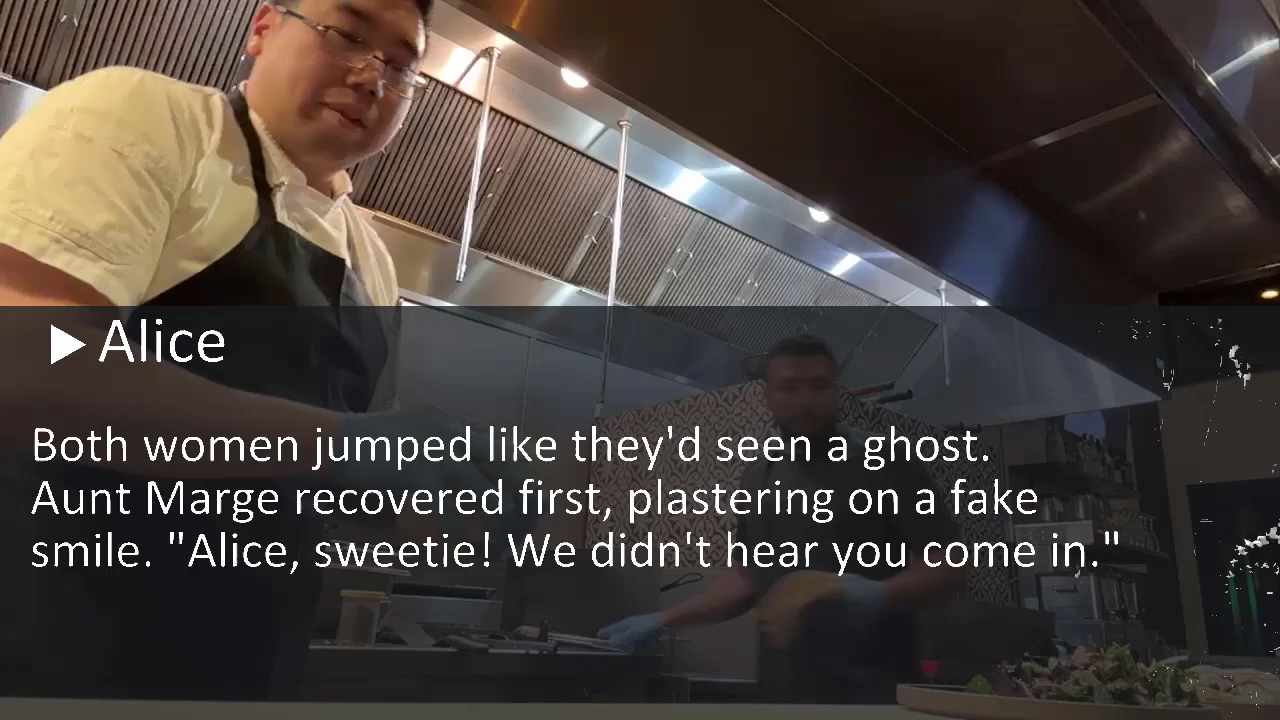 ▶ Alice
Both women jumped like they'd seen a ghost.
Aunt Marge recovered first, plastering on a fake
smile. "Alice, sweetie! We didn't hear you come in."